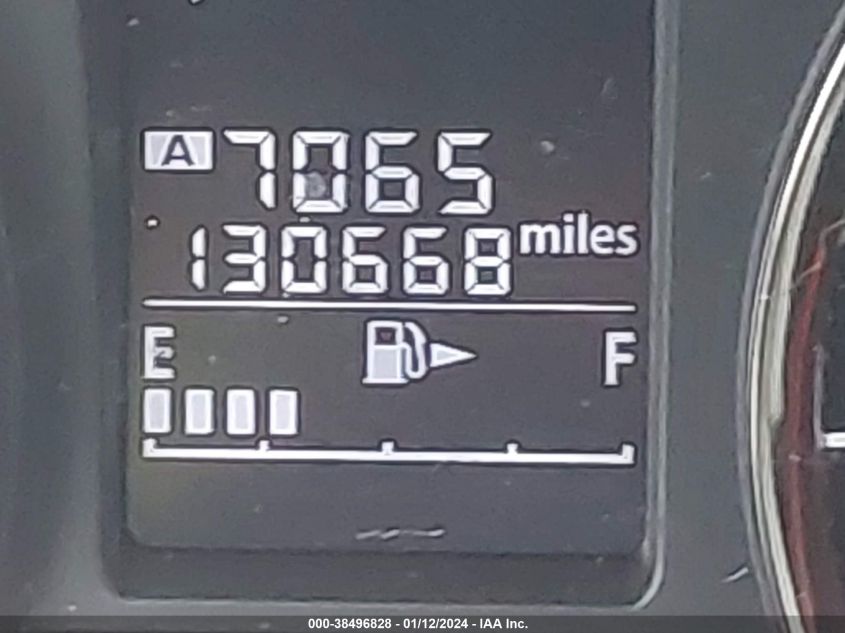 A 7065
130668 miles
E F
000-38496828 - 01/12/2024 - IAA Inc.